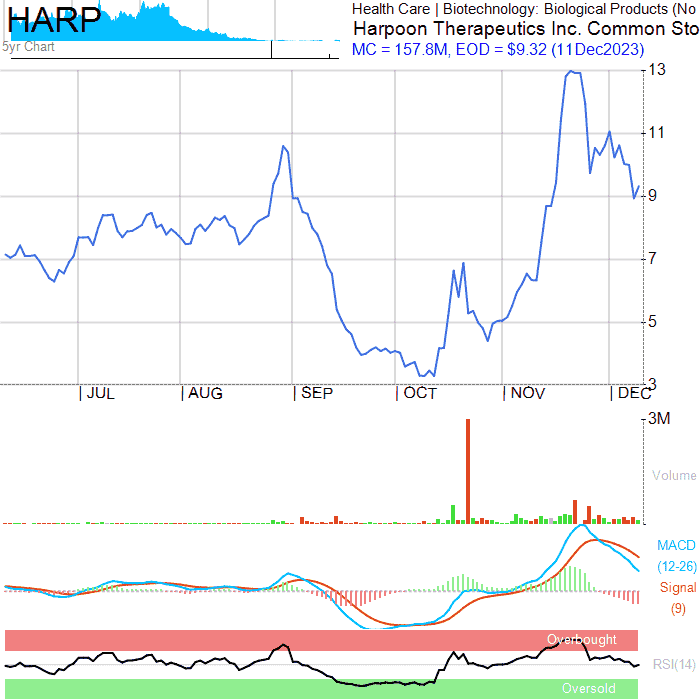 HARP
5yr Chart
Health Care | Biotechnology: Biological Products (No
Harpoon Therapeutics Inc. Common Sto
MC = 157.8M, EOD = $9.32 (11Dec2023)
13
11
9
7
5
3
JUL AUG SEP OCT NOV DEC
3M
Volume
MACD
(12-26)
Signal
(9)
Overbought
RSI(14)
Oversold